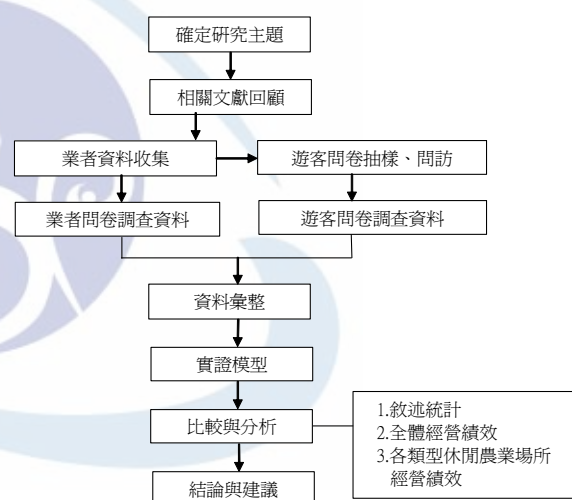 確定研究主題
相關文獻回顧
業者資料收集
遊客問卷抽樣、問訪
業者問卷調查資料
遊客問卷調查資料
資料彙整
實證模型
比較與分析
1.敘述統計
2.全體經營績效
3.各類型休閒農業場所
經營績效
結論與建議